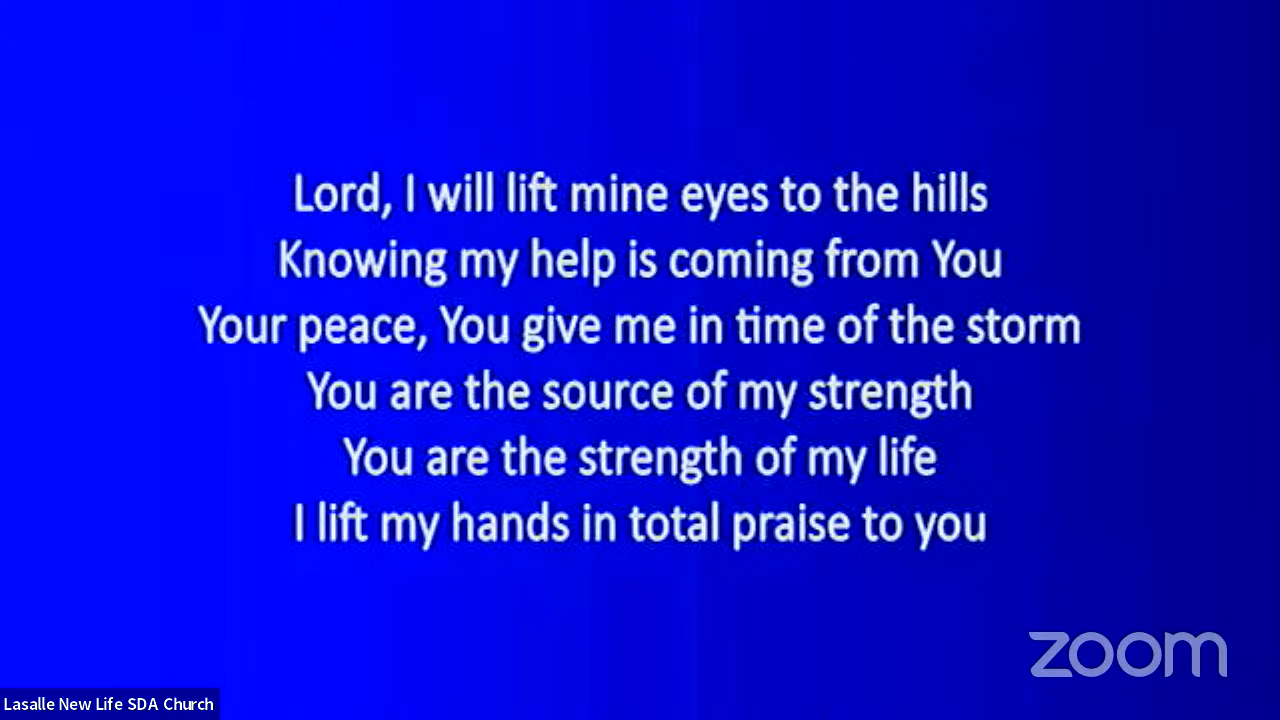 Lord, I will lift mine eyes to the hills
Knowing my help is coming from You
Your peace, You give me in time of the storm
You are the source of my strength
You are the strength of my life
I lift my hands in total praise to you
zoom
Lasalle New Life SDA Church